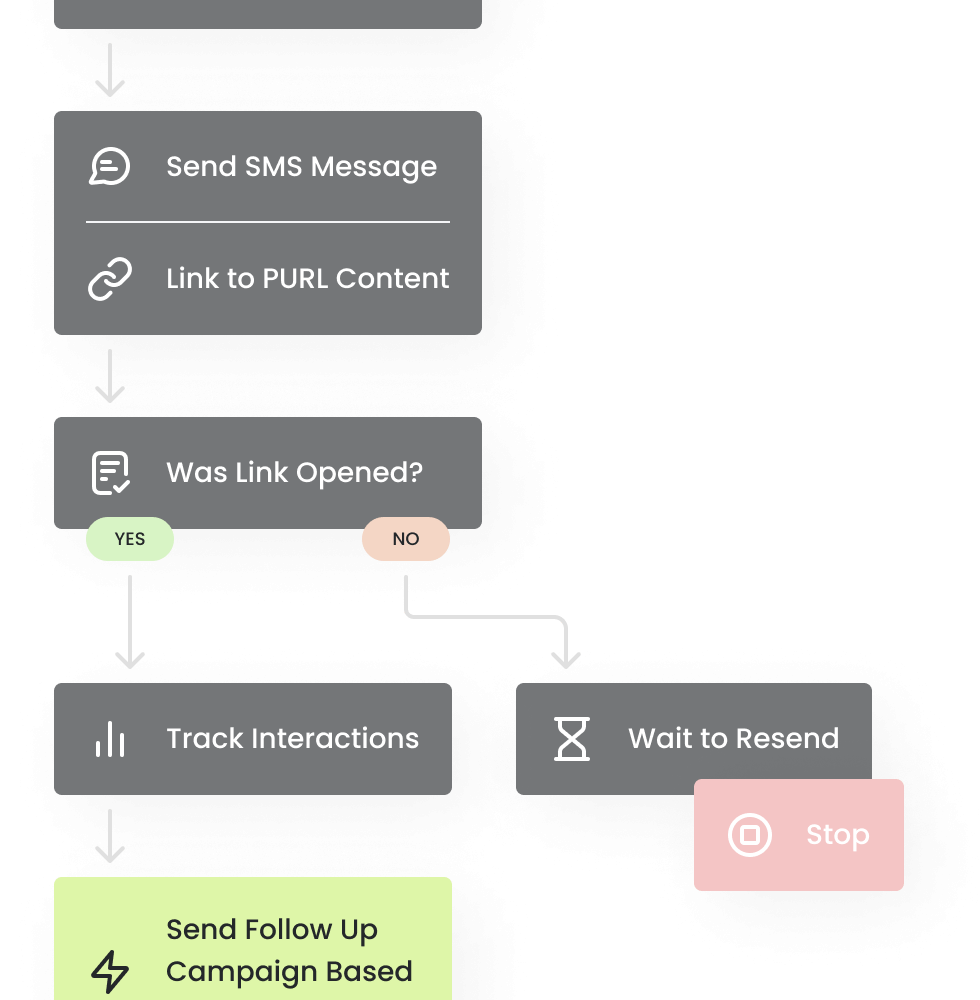 Send SMS Message
Link to PURL Content
Was Link Opened?
YES
NO
Track Interactions
Wait to Resend
Stop
Send Follow Up
Campaign Based